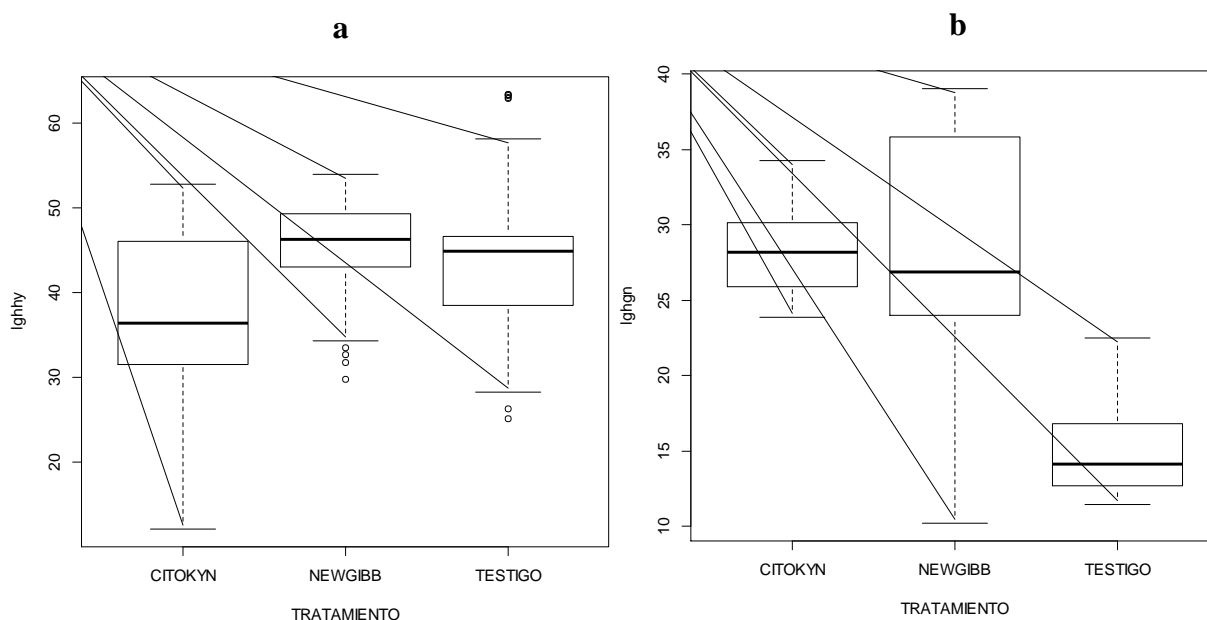 a
lghhy
60
50
40
30
20
CITOKYN
NEWGIBB
TESTIGO
TRATAMIENTO
b
lghgn
40
35
30
25
20
15
10
CITOKYN
NEWGIBB
TESTIGO
TRATAMIENTO